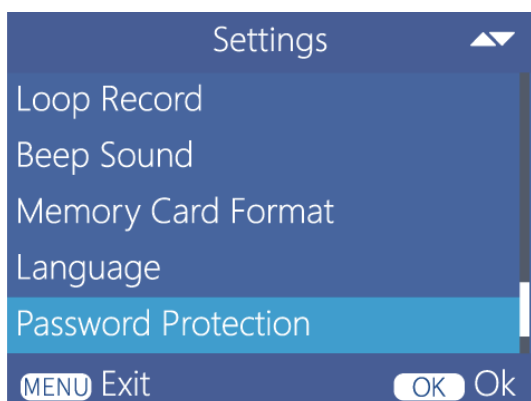 Settings
Loop Record
Beep Sound
Memory Card Format
Language
Password Protection
MENU Exit OK Ok